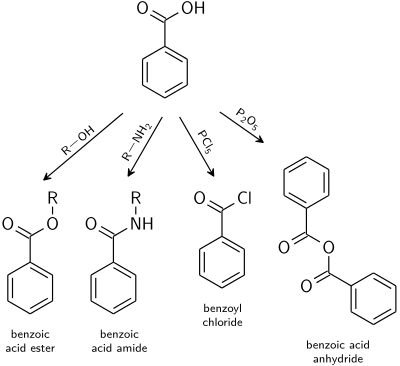 O OH
R—OH
R—NH₂
PCl₅
P₂O₅
R
O O
R
O NH
O Cl
O O
O
benzoic
acid ester
benzoic
acid amide
benzoyl
chloride
benzoic acid
anhydride